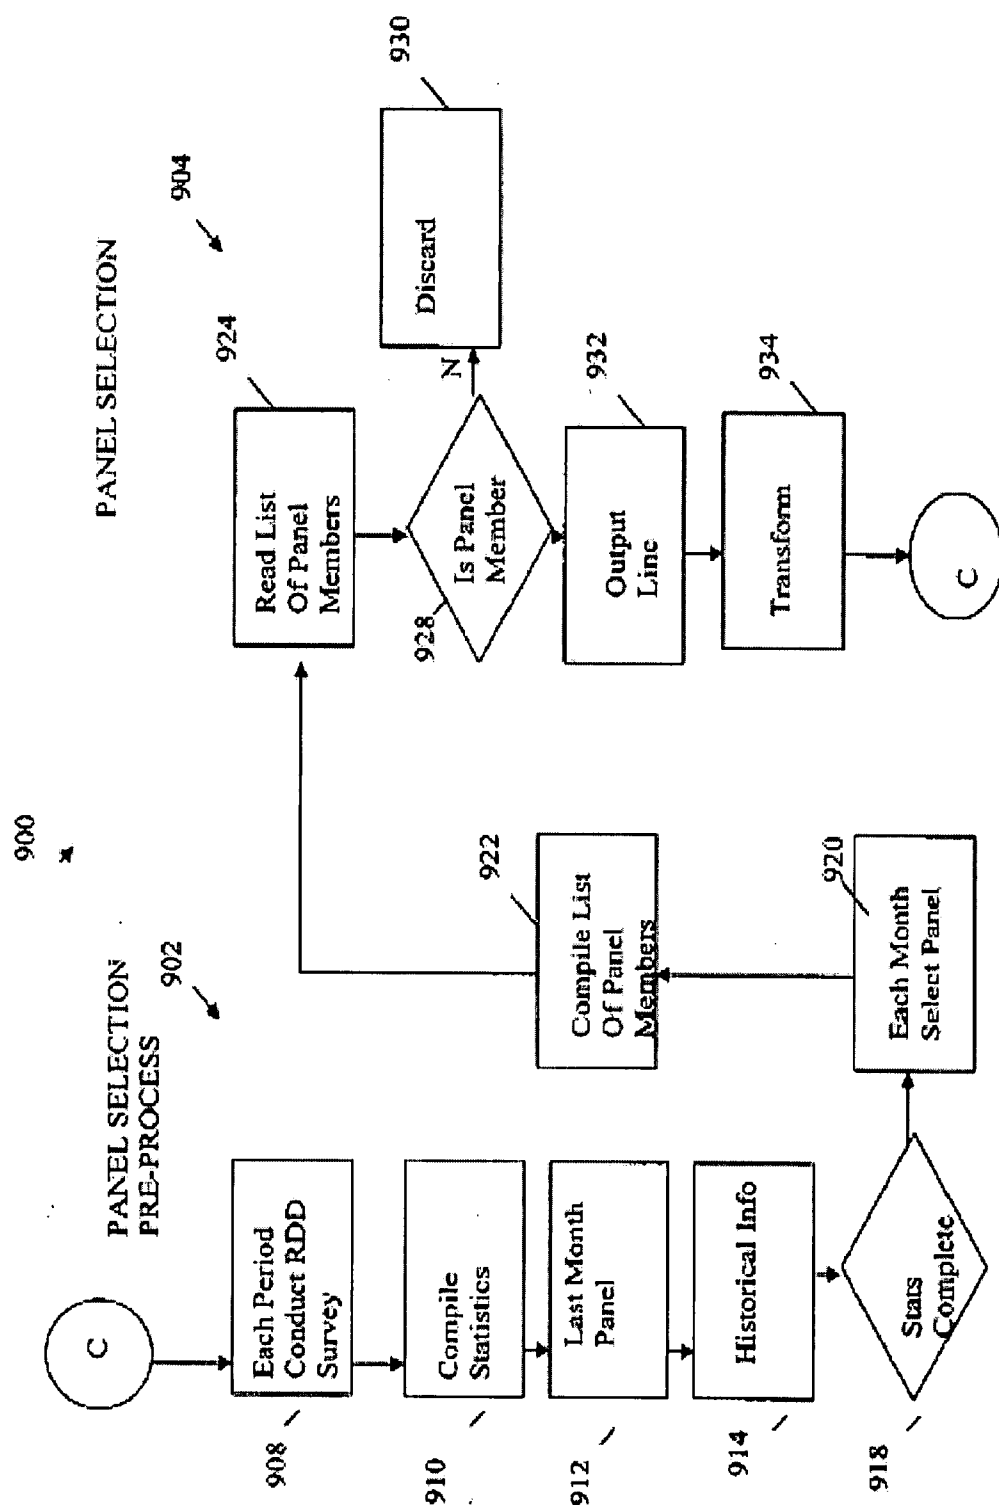 900
PANEL SELECTION
PRE-PROCESS
902
C
Each Period
Conduct RDD
Survey
908
Compile
Statistics
910
Last Month
Panel
912
Historical Info
914
Stats
Complete
918
Each Month
Select Panel
920
Compile List
Of Panel
Members
922
PANEL SELECTION
904
Read List
Of Panel
Members
924
Is Panel
Member
928
N
Discard
930
Output
Line
932
Transform
934
C